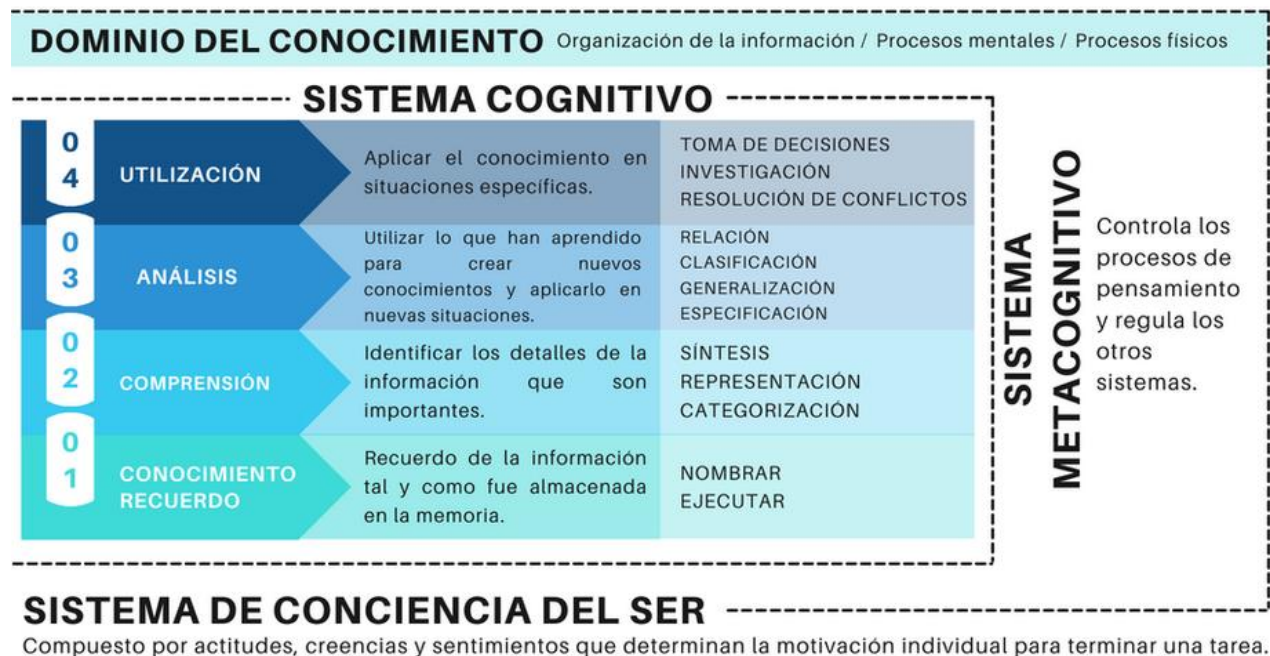 DOMINIO DEL CONOCIMIENTO Organización de la información / Procesos mentales / Procesos físicos
SISTEMA COGNITIVO
04
UTILIZACIÓN
Aplicar el conocimiento en
situaciones específicas.
TOMA DE DECISIONES
INVESTIGACIÓN
RESOLUCIÓN DE CONFLICTOS
03
ANÁLISIS
Utilizar lo que han aprendido
para crear nuevos
conocimientos y aplicarlo en
nuevas situaciones.
RELACIÓN
CLASIFICACIÓN
GENERALIZACIÓN
ESPECIFICACIÓN
02
COMPRENSIÓN
Identificar los detalles de la
información que son
importantes.
SÍNTESIS
REPRESENTACIÓN
CATEGORIZACIÓN
01
CONOCIMIENTO
RECUERDO
Recuerdo de la información
tal y como fue almacenada
en la memoria.
NOMBRAR
EJECUTAR
SISTEMA
METACOGNITIVO
Controla los
procesos de
pensamiento
y regula los
otros
sistemas.
SISTEMA DE CONCIENCIA DEL SER
Compuesto por actitudes, creencias y sentimientos que determinan la motivación individual para terminar una tarea.